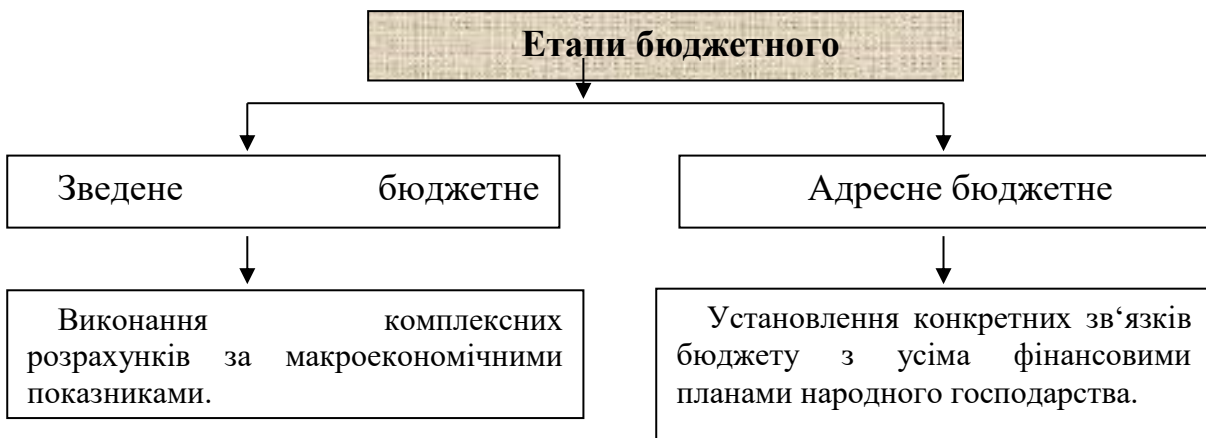 Етапи бюджетного
Зведене бюджетне
Адресне бюджетне
Виконання комплексних
розрахунків за макроекономічними
показниками.
Установлення конкретних зв‘язків
бюджету з усіма фінансовими
планами народного господарства.